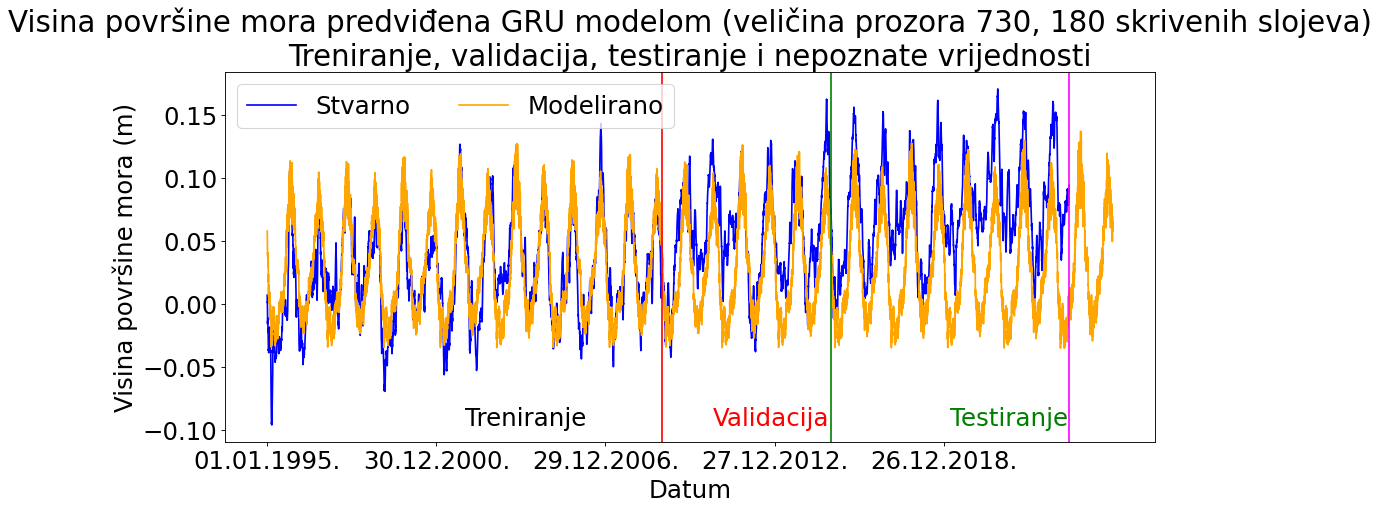 Visina površine mora predviđena GRU modelom (veličina prozora 730, 180 skrivenih slojeva)
Treniranje, validacija, testiranje i nepoznate vrijednosti
Stvarno
Modelirano
Visina površine mora (m)
0.15
0.10
0.05
0.00
−0.05
−0.10
Treniranje
Validacija
Testiranje
01.01.1995.
30.12.2000.
29.12.2006.
27.12.2012.
26.12.2018.
Datum